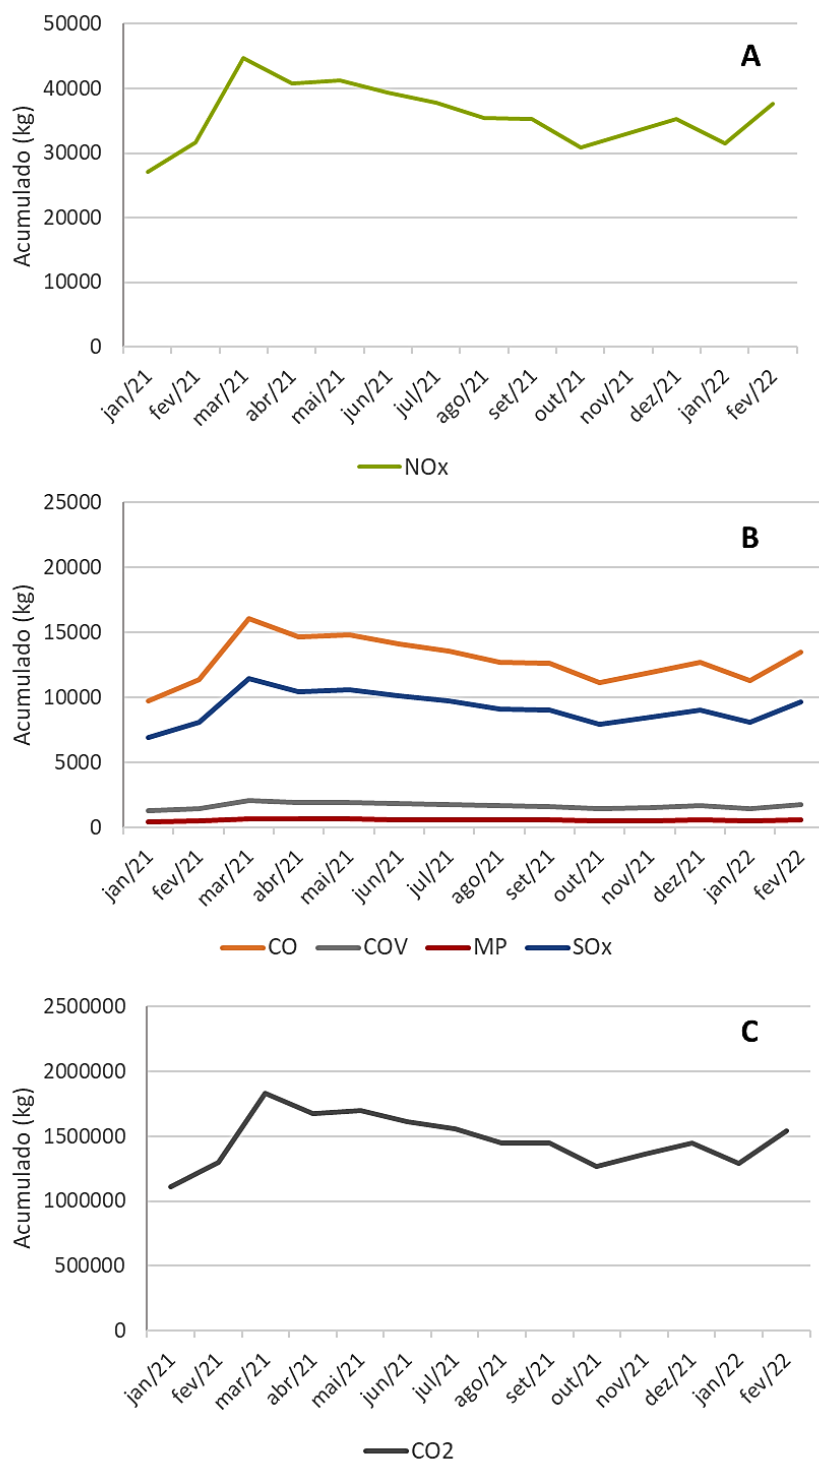 A
Acumulado (kg)
50000
40000
30000
20000
10000
0
jan/21 fev/21 mar/21 abr/21 mai/21 jun/21 jul/21 ago/21 set/21 out/21 nov/21 dez/21 jan/22 fev/22
NOx
B
Acumulado (kg)
25000
20000
15000
10000
5000
0
jan/21 fev/21 mar/21 abr/21 mai/21 jun/21 jul/21 ago/21 set/21 out/21 nov/21 dez/21 jan/22 fev/22
CO COV MP SOx
C
Acumulado (kg)
2500000
2000000
1500000
1000000
500000
0
jan/21 fev/21 mar/21 abr/21 mai/21 jun/21 jul/21 ago/21 set/21 out/21 nov/21 dez/21 jan/22 fev/22
CO2